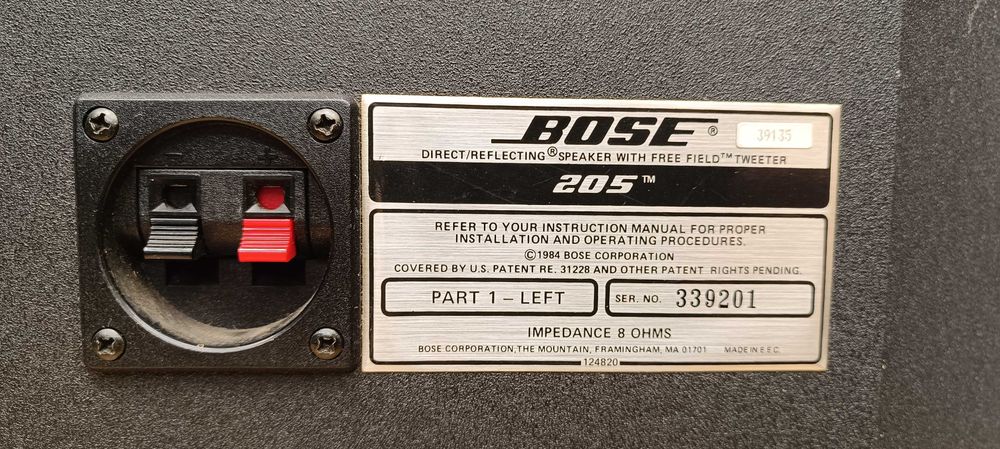 - +
BOSE® 39135
DIRECT/REFLECTING® SPEAKER WITH FREE FIELD™ TWEETER
205™
REFER TO YOUR INSTRUCTION MANUAL FOR PROPER
INSTALLATION AND OPERATING PROCEDURES.
©1984 BOSE CORPORATION
COVERED BY U.S. PATENT RE. 31228 AND OTHER PATENT RIGHTS PENDING.
PART 1 – LEFT SER. NO. 339201
IMPEDANCE 8 OHMS
BOSE CORPORATION, THE MOUNTAIN, FRAMINGHAM, MA 01701 MADE IN E.E.C.
124820